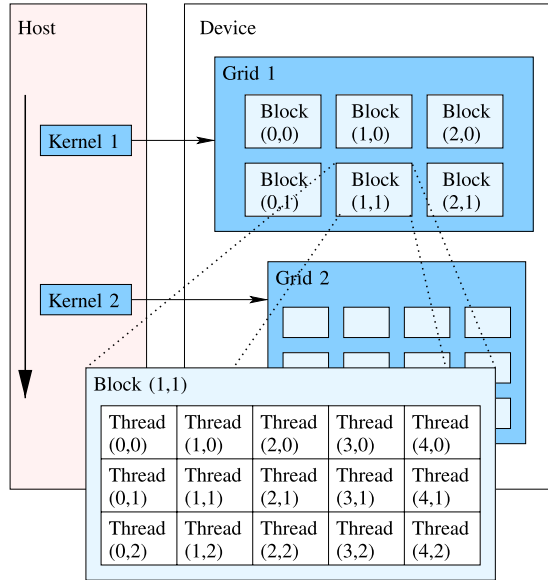 Host
Device
Grid 1
Block Block Block
(0,0) (1,0) (2,0)
Kernel 1
Block Block Block
(0,1) (1,1) (2,1)
Grid 2
Kernel 2
Block (1,1)
Thread Thread Thread Thread Thread
(0,0) (1,0) (2,0) (3,0) (4,0)
Thread Thread Thread Thread Thread
(0,1) (1,1) (2,1) (3,1) (4,1)
Thread Thread Thread Thread Thread
(0,2) (1,2) (2,2) (3,2) (4,2)